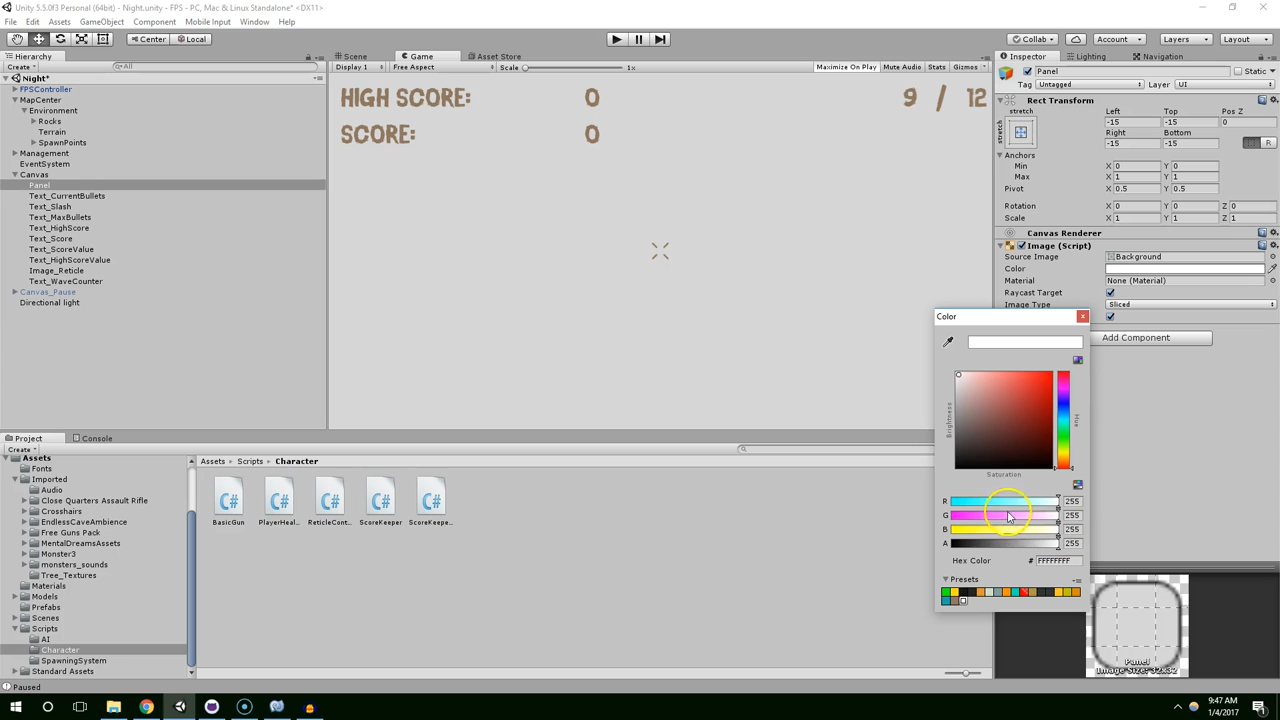 Unity 5.5.0f3 Personal (64bit) - Night.unity - FPS - PC, Mac & Linux Standalone* <DX11>
File Edit Assets GameObject Component Mobile Input Window Help
Center Local Collab Account Layers Layout
Hierarchy
Create All
Night*
FPSController
MapCenter
Environment
Rocks
Terrain
SpawnPoints
Management
EventSystem
Canvas
Panel
Text_CurrentBullets
Text_Slash
Text_MaxBullets
Text_HighScore
Text_Score
Text_ScoreValue
Text_HighScoreValue
Image_Reticle
Text_WaveCounter
Canvas_Pause
Directional light
Scene Game Asset Store
Display 1 Free Aspect Scale 1x Maximize On Play Mute Audio Stats Gizmos
HIGH SCORE: 0 9 / 12
SCORE: 0
Inspector Lighting Navigation
Panel Static
Tag Untagged Layer UI
Rect Transform
stretch Left Top Pos Z
stretch -15 -15 0
Right Bottom
-15 -15 R
Anchors
Min X 0 Y 0
Max X 1 Y 1
Pivot X 0.5 Y 0.5
Rotation X 0 Y 0 Z 0
Scale X 1 Y 1 Z 1
Canvas Renderer
Image (Script)
Source Image Background
Color
Material None (Material)
Raycast Target
Image Type Sliced
Add Component
Color
Brightness
Hue
Saturation
R 255
G 255
B 255
A 255
Hex Color # FFFFFFFF
Presets
Panel
Image Size: 32x32
Project Console
Create
Assets
Fonts
Imported
Audio
Close Quarters Assault Rifle
Crosshairs
EndlessCaveAmbience
Free Guns Pack
MentalDreamsAssets
Monster3
monsters_sounds
Tree_Textures
Materials
Models
Prefabs
Scenes
Scripts
AI
Character
SpawningSystem
Standard Assets
Assets Scripts Character
C# C# C# C# C#
BasicGun PlayerHeal... ReticleCont... ScoreKeeper ScoreKeepe...
Paused
9:47 AM
1/4/2017